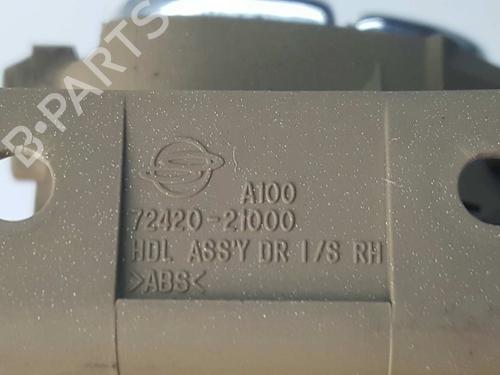 B-PARTS
A100
72420-21000
HDL ASS'Y DR I/S RH
>ABS<